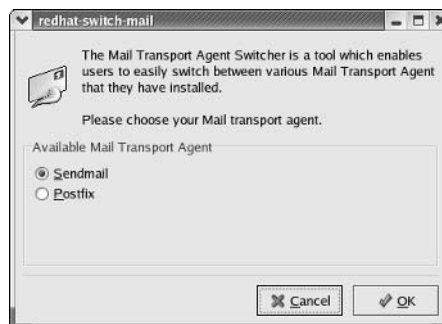 redhat-switch-mail
The Mail Transport Agent Switcher is a tool which enables
users to easily switch between various Mail Transport Agent
that they have installed.
Please choose your Mail transport agent.
Available Mail Transport Agent
Sendmail
Postfix
Cancel
OK